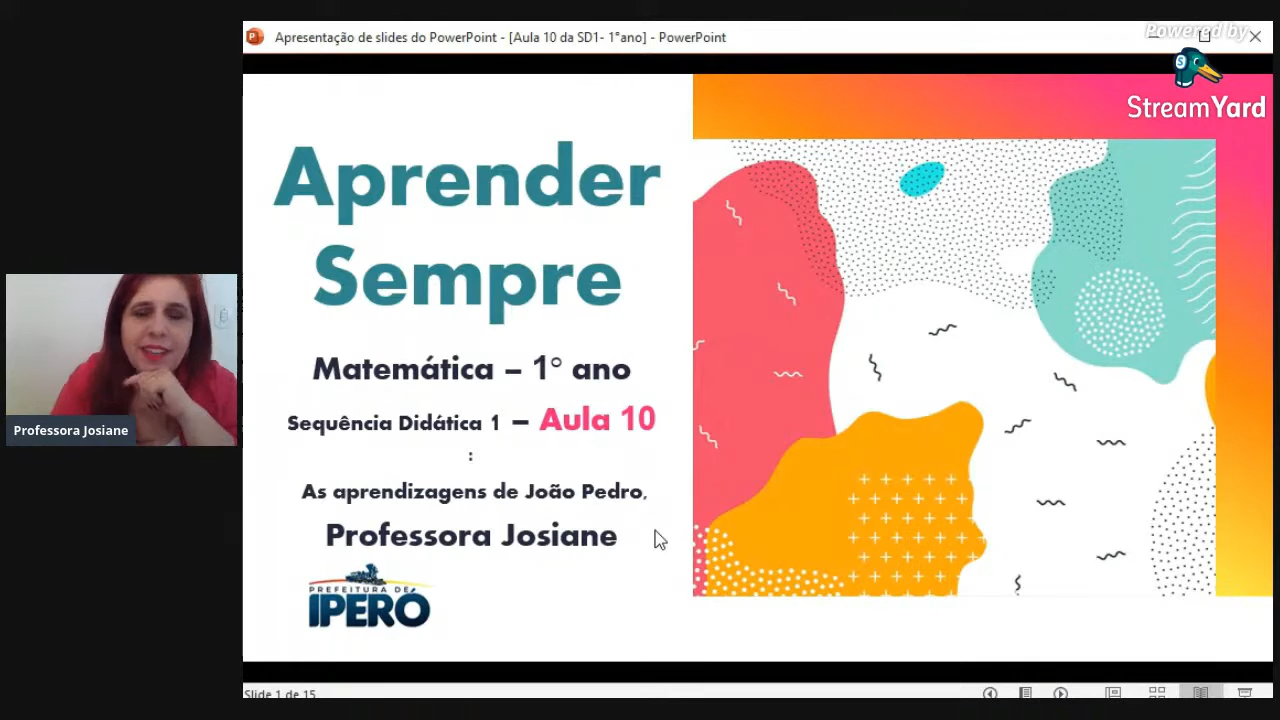 Apresentação de slides do PowerPoint - [Aula 10 da SD1- 1°ano] - PowerPoint
Powered by
StreamYard
Aprender
Sempre
Matemática – 1° ano
Sequência Didática 1 – Aula 10
:
As aprendizagens de João Pedro,
Professora Josiane
PREFEITURA DE
IPERÓ
Professora Josiane
Slide 1 de 15